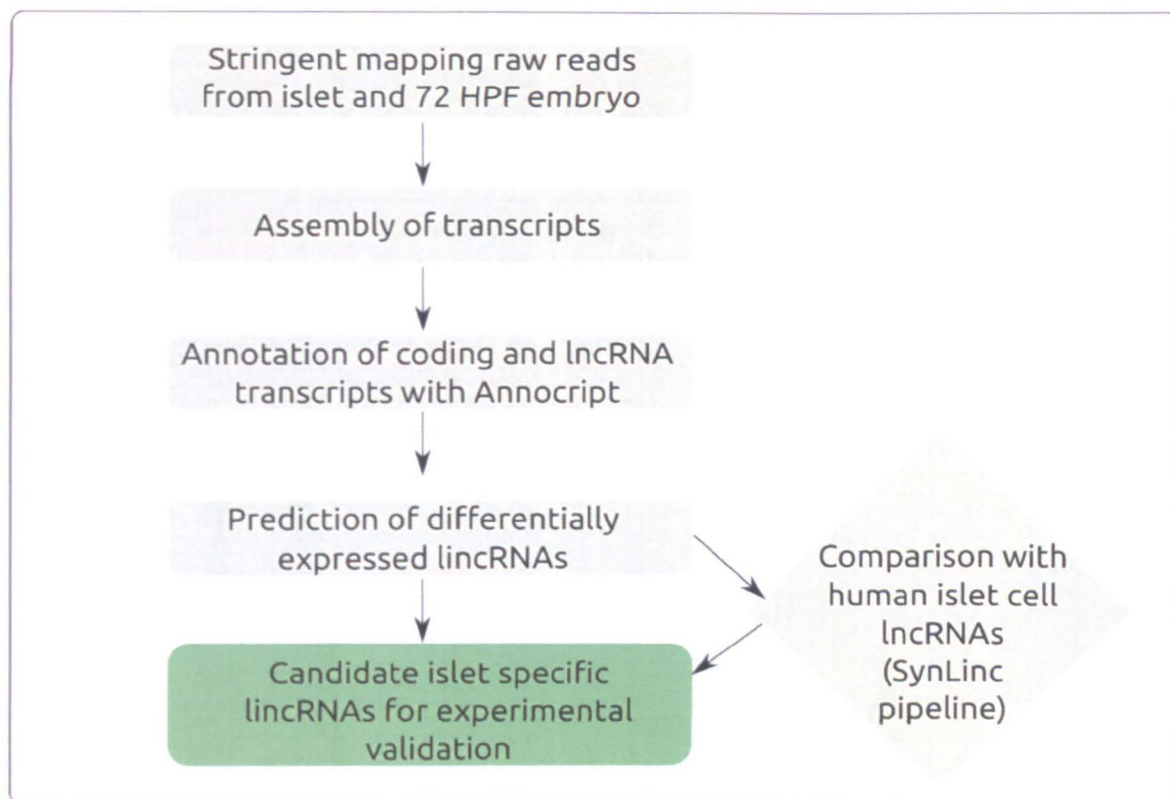 Stringent mapping raw reads
from islet and 72 HPF embryo
Assembly of transcripts
Annotation of coding and lncRNA
transcripts with Annocript
Prediction of differentially
expressed lincRNAs
Comparison with
human islet cell
lncRNAs
(SynLinc
pipeline)
Candidate islet specific
lincRNAs for experimental
validation